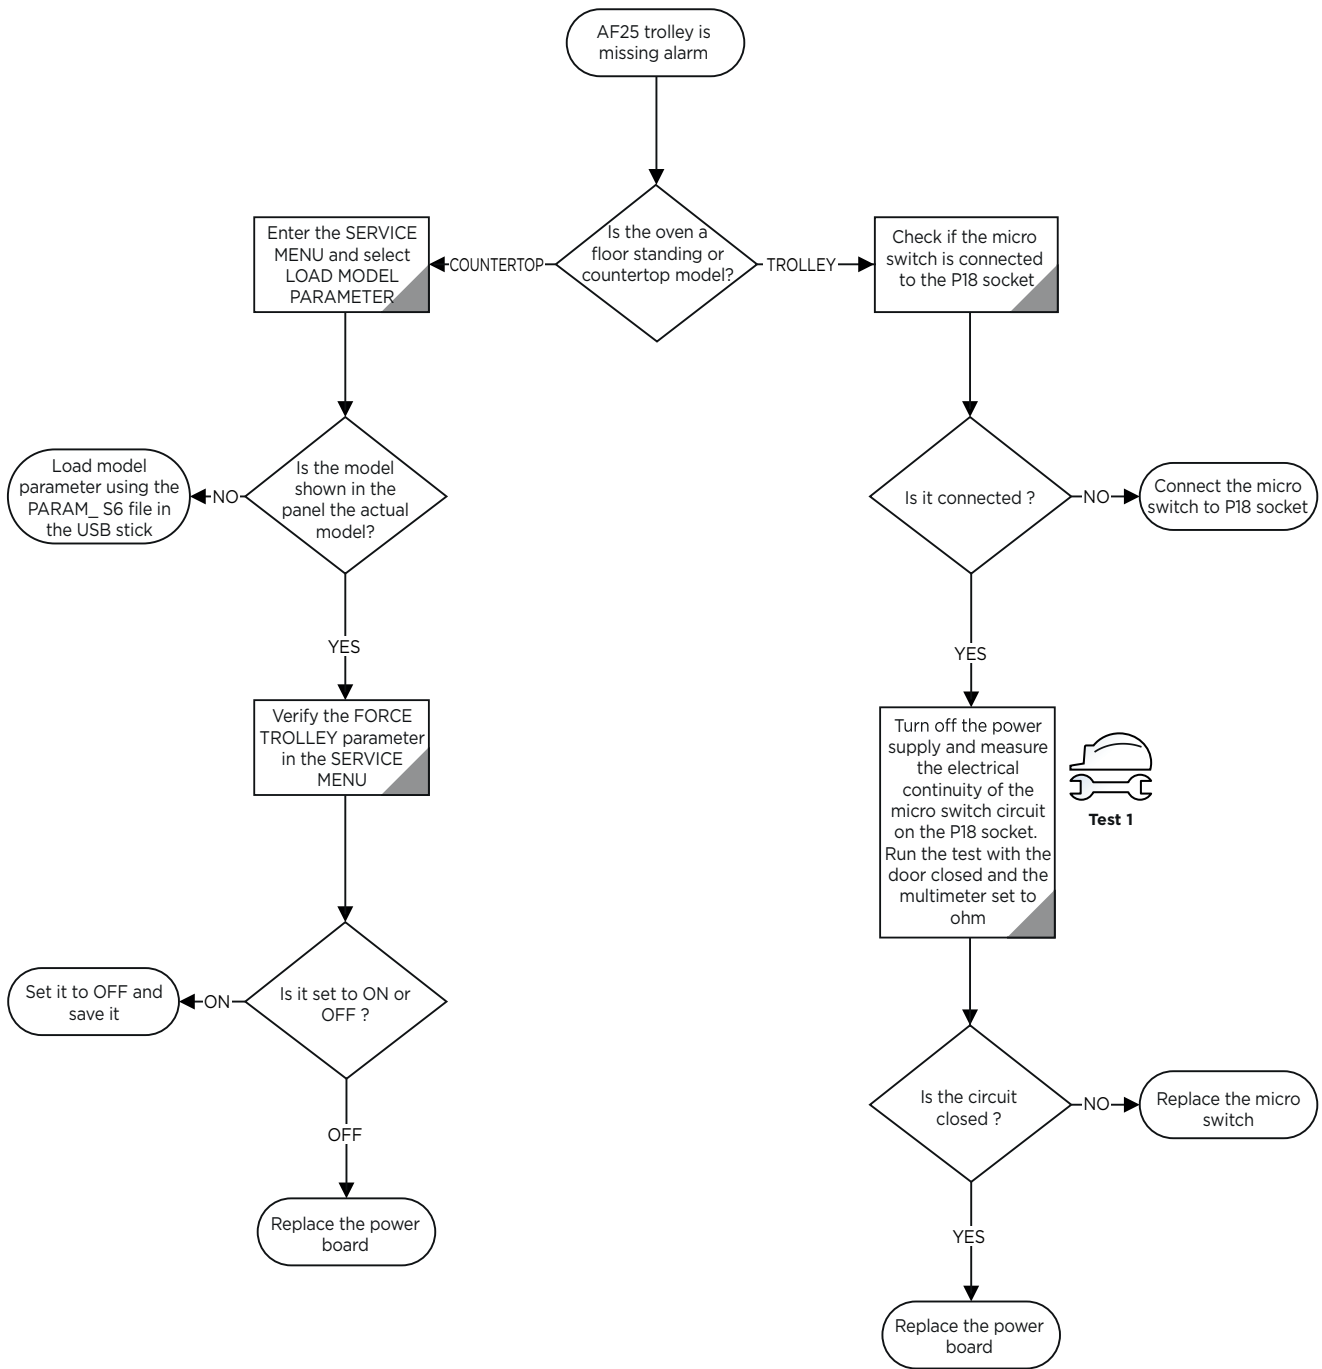 AF25 trolley is
missing alarm
Is the oven a
floor standing or
countertop model?
COUNTERTOP
TROLLEY
Enter the SERVICE
MENU and select
LOAD MODEL
PARAMETER
Check if the micro
switch is connected
to the P18 socket
Is the model
shown in the
panel the actual
model?
NO
Load model
parameter using the
PARAM_ S6 file in
the USB stick
Is it connected ?
NO
Connect the micro
switch to P18 socket
YES
YES
Verify the FORCE
TROLLEY parameter
in the SERVICE
MENU
Turn off the power
supply and measure
the electrical
continuity of the
micro switch circuit
on the P18 socket.
Run the test with the
door closed and the
multimeter set to
ohm
Test 1
Is it set to ON or
OFF ?
ON
Set it to OFF and
save it
Is the circuit
closed ?
NO
Replace the micro
switch
OFF
Replace the power
board
YES
Replace the power
board